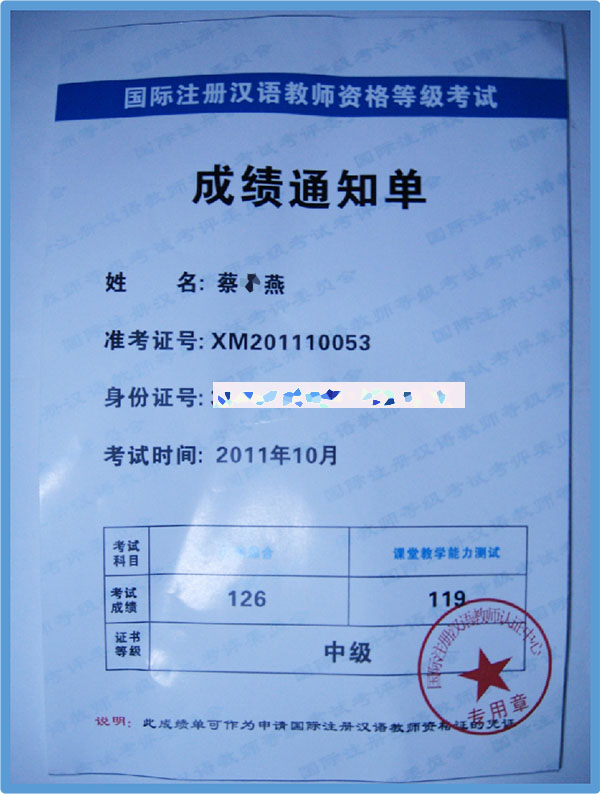 国际注册汉语教师资格等级考试
成绩通知单
姓 名: 蔡 燕
准考证号: XM201110053
身份证号:
考试时间: 2011年10月
考试科目 合 课堂教学能力测试
考试成绩 126 119
证书等级 中级
国际注册汉语教师认证中心
专用章
说明: 此成绩单可作为申请国际注册汉语教师资格证的凭证